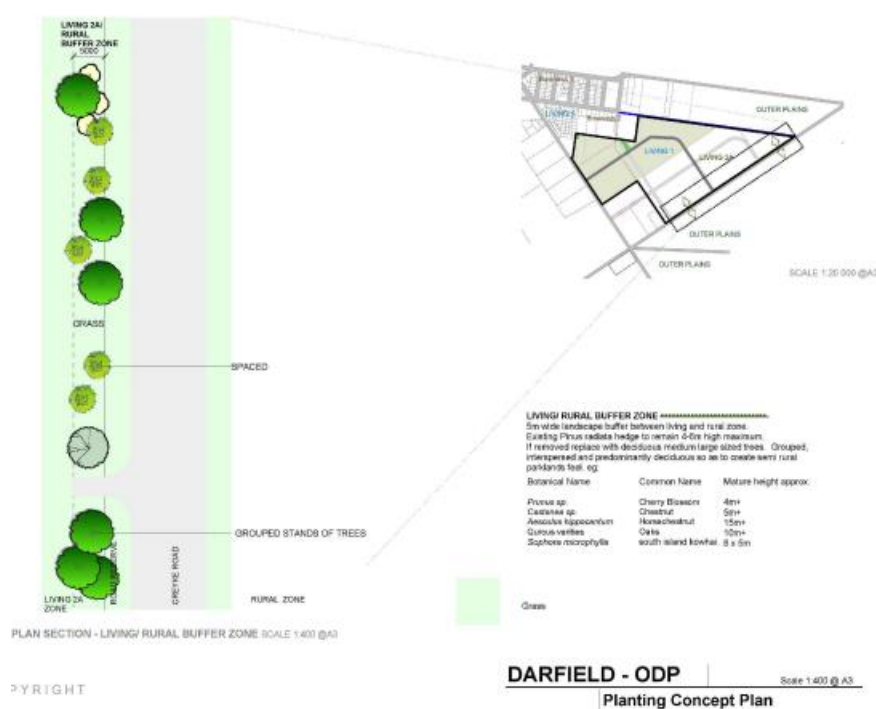 LIVING 2A/
RURAL
BUFFER ZONE
5000
GRASS
SPACED
GROUPED STANDS OF TREES
GREYKE ROAD
LIVING 2A
ZONE
RURAL ZONE
PLAN SECTION - LIVING/ RURAL BUFFER ZONE SCALE 1:400 @A3
PYRIGHT
OUTER PLAINS
LIVING 1
LIVING 2A
OUTER PLAINS
OUTER PLAINS
SCALE 1:20 000 @A3
LIVING/ RURAL BUFFER ZONE
5m wide landscape buffer between living and rural zone.
Existing Pinus radiata hedge to remain 4-6m high maximum.
If removed replace with deciduous medium large sized trees. Grouped,
interspersed and predominantly deciduous so as to create semi rural
parklands feel. eg:
Botanical Name Common Name Mature height approx.
Prunus sp. Cherry Blossom 4m+
Castanea sp. Chestnut 5m+
Aesculus hippocastum Horsechestnut 15m+
Qurous varities Oaks 10m+
Sophora microphylla south island kowhai 8 x 5m
Grass
DARFIELD - ODP Scale 1:400 @ A3
Planting Concept Plan